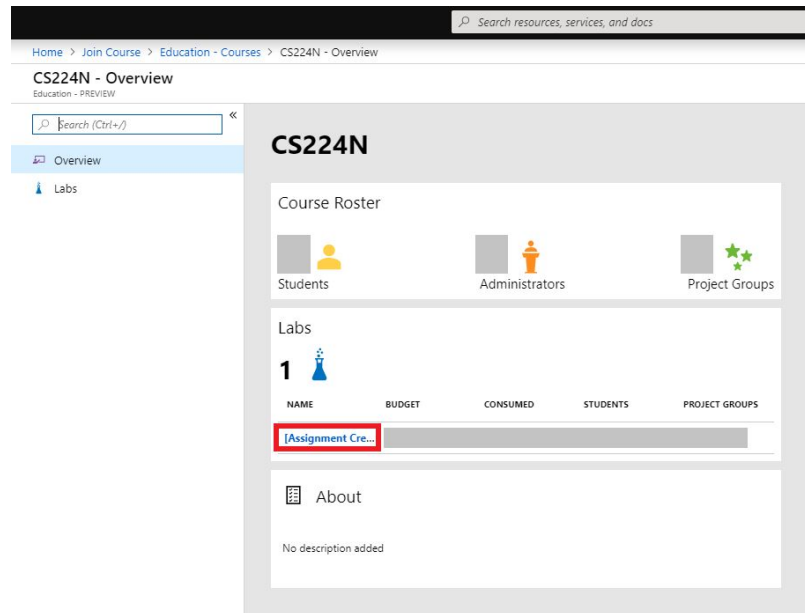 Search resources, services, and docs
Home > Join Course > Education - Courses > CS224N - Overview
CS224N - Overview
Education - PREVIEW
Search (Ctrl+/)
«
Overview
Labs
CS224N
Course Roster
Students
Administrators
Project Groups
Labs
1
NAME BUDGET CONSUMED STUDENTS PROJECT GROUPS
[Assignment Cre...
About
No description added